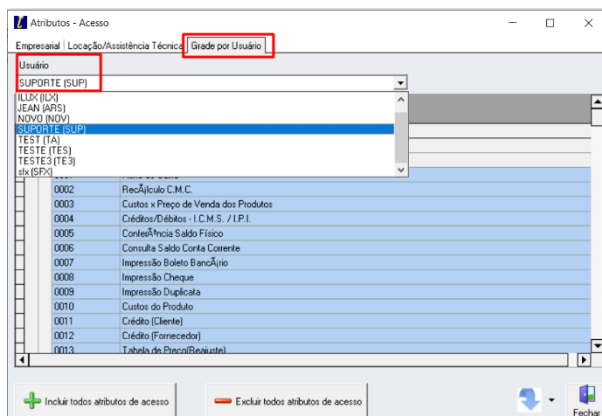 Atributos - Acesso
Empresarial Locação/Assistência Técnica Grade por Usuário
Usuário
SUPORTE (SUP)
ILUX (ILX)
JEAN (ARS)
NOVO (NOV)
SUPORTE (SUP)
TEST (TA)
TESTE (TES)
TESTE3 (TE3)
sfx (SFX)
0002 RecÃ¡lculo C.M.C.
0003 Custos x Preço de Venda dos Produtos
0004 Créditos/Débitos - I.C.M.S. / I.P.I.
0005 ConferÃªncia Saldo Físico
0006 Consulta Saldo Conta Corrente
0007 Impressão Boleto BancÃ¡rio
0008 Impressão Cheque
0009 Impressão Duplicata
0010 Custos do Produto
0011 Crédito (Cliente)
0012 Crédito (Fornecedor)
0013 Tabela de Preço(Reajuste)
Incluir todos atributos de acesso Excluir todos atributos de acesso Fechar